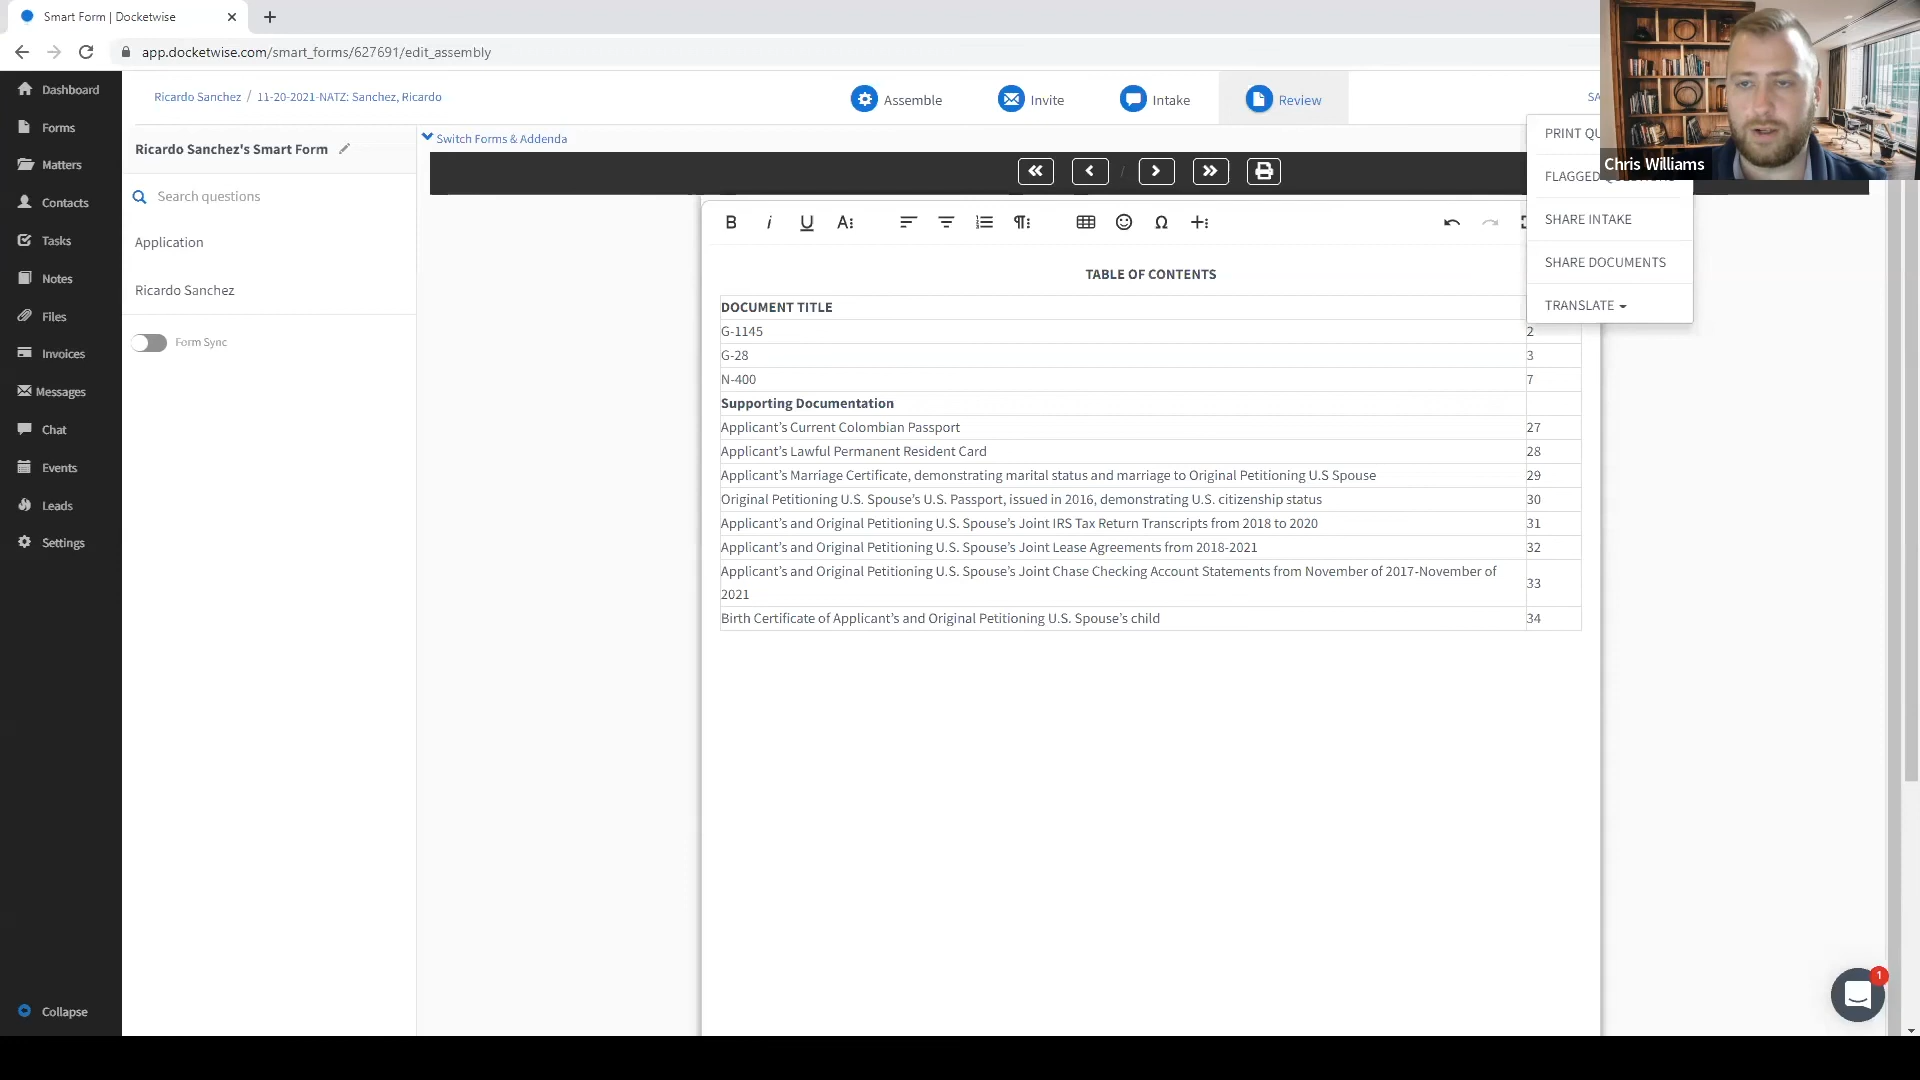 Smart Form | Docketwise
app.docketwise.com/smart_forms/627691/edit_assembly
Dashboard
Forms
Matters
Contacts
Tasks
Notes
Files
Invoices
Messages
Chat
Events
Leads
Settings
Collapse
Ricardo Sanchez / 11-20-2021-NATZ: Sanchez, Ricardo
Assemble
Invite
Intake
Review
SA
Ricardo Sanchez's Smart Form
Search questions
Application
Ricardo Sanchez
Form Sync
Switch Forms & Addenda
/
B i U A
TABLE OF CONTENTS
DOCUMENT TITLE
G-1145 2
G-28 3
N-400 7
Supporting Documentation
Applicant’s Current Colombian Passport 27
Applicant’s Lawful Permanent Resident Card 28
Applicant’s Marriage Certificate, demonstrating marital status and marriage to Original Petitioning U.S Spouse 29
Original Petitioning U.S. Spouse’s U.S. Passport, issued in 2016, demonstrating U.S. citizenship status 30
Applicant’s and Original Petitioning U.S. Spouse’s Joint IRS Tax Return Transcripts from 2018 to 2020 31
Applicant’s and Original Petitioning U.S. Spouse’s Joint Lease Agreements from 2018-2021 32
Applicant’s and Original Petitioning U.S. Spouse’s Joint Chase Checking Account Statements from November of 2017-November of
2021 33
Birth Certificate of Applicant’s and Original Petitioning U.S. Spouse’s child 34
PRINT QU
FLAGGED
SHARE INTAKE
SHARE DOCUMENTS
TRANSLATE
Chris Williams
1